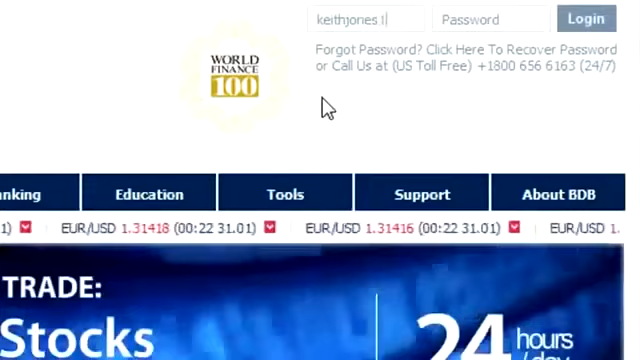 keithjones t Password Login
Forgot Password? Click Here To Recover Password
or Call Us at (US Toll Free) +1800 656 6163 (24/7)
WORLD
FINANCE
100
anking Education Tools Support About BDB
1) EUR/USD 1.31418 (00:22 31.01) EUR/USD 1.31416 (00:22 31.01) EUR/USD 1.
TRADE:
Stocks
24 hours
/day